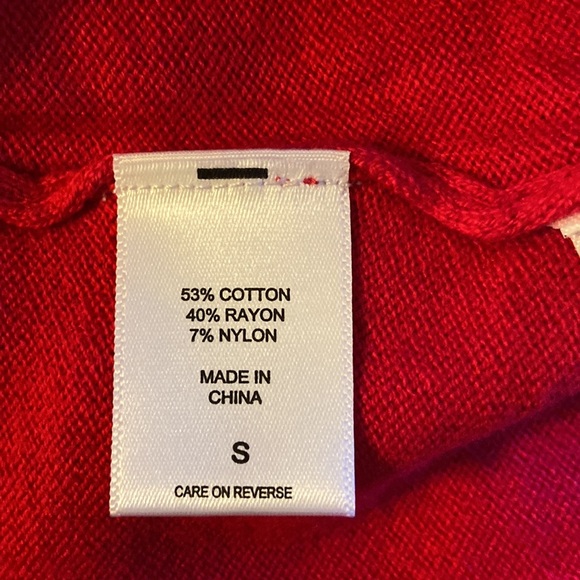 53% COTTON
40% RAYON
7% NYLON
MADE IN
CHINA
S
CARE ON REVERSE